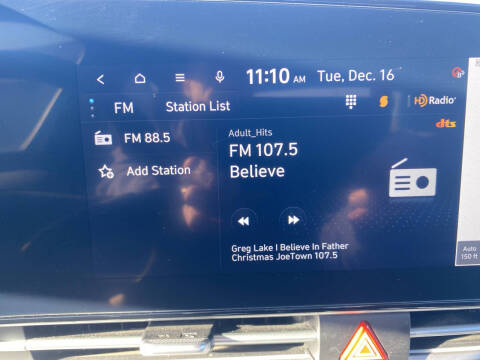 11:10 AM Tue, Dec. 16
FM Station List
HD Radio
dts
FM 88.5
Add Station
Adult_Hits
FM 107.5
Believe
Greg Lake I Believe In Father
Christmas JoeTown 107.5
Auto
150 ft